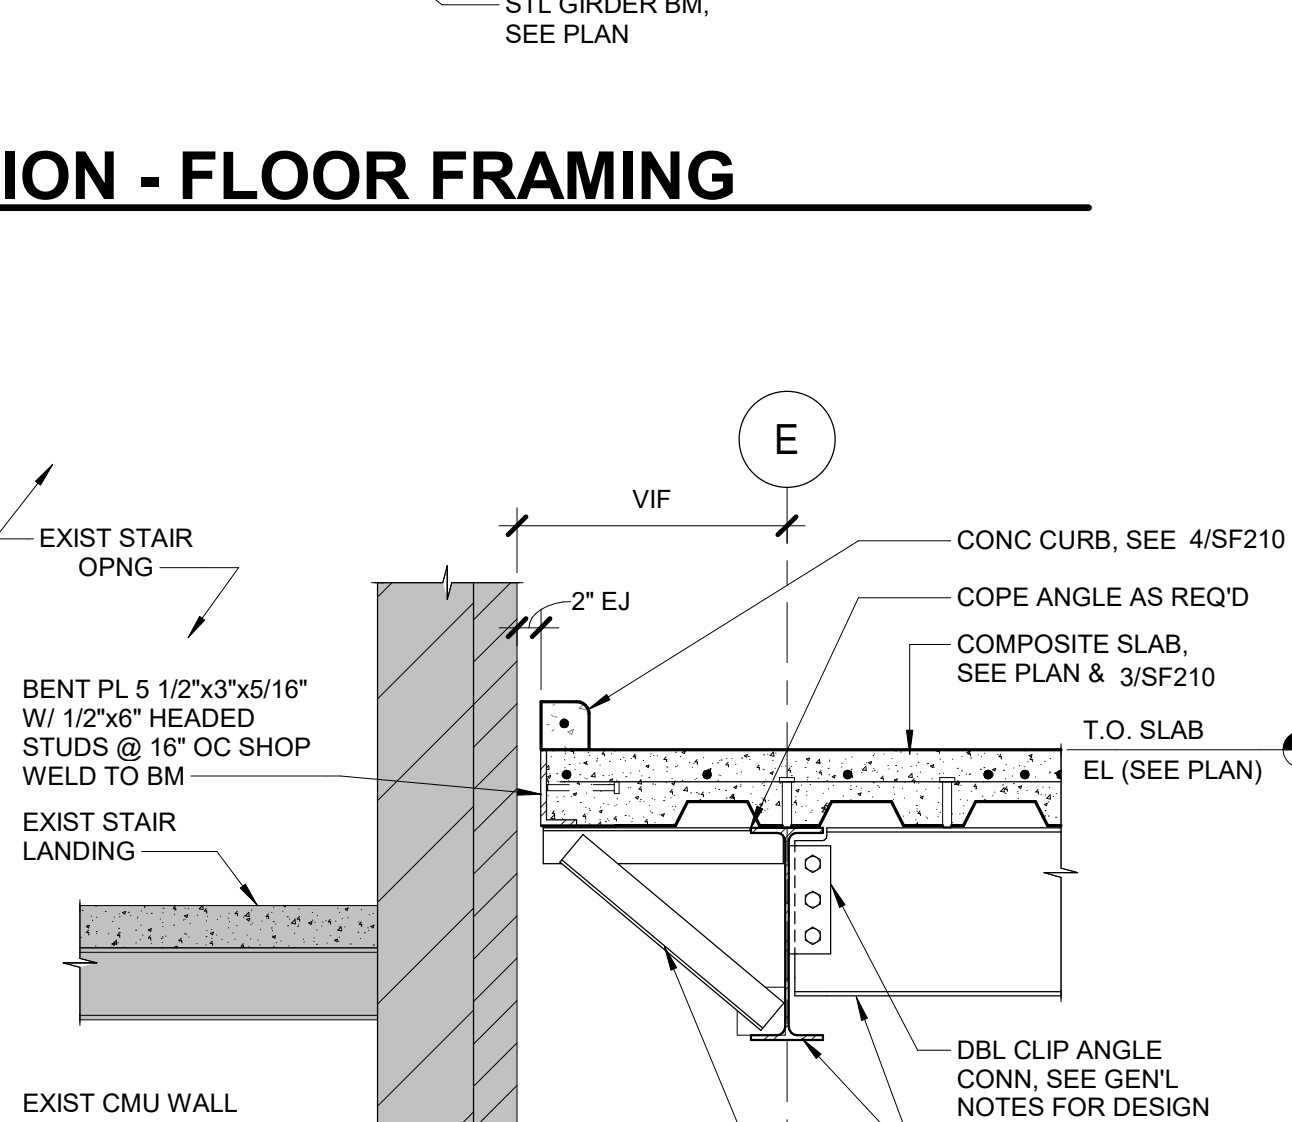 STL GIRDER BM,
SEE PLAN
ION - FLOOR FRAMING
E
VIF
EXIST STAIR
OPNG
2" EJ
CONC CURB, SEE 4/SF210
COPE ANGLE AS REQ'D
COMPOSITE SLAB,
SEE PLAN & 3/SF210
BENT PL 5 1/2"x3"x5/16"
W/ 1/2"x6" HEADED
STUDS @ 16" OC SHOP
WELD TO BM
T.O. SLAB
EL (SEE PLAN)
EXIST STAIR
LANDING
DBL CLIP ANGLE
CONN, SEE GEN'L
NOTES FOR DESIGN
EXIST CMU WALL